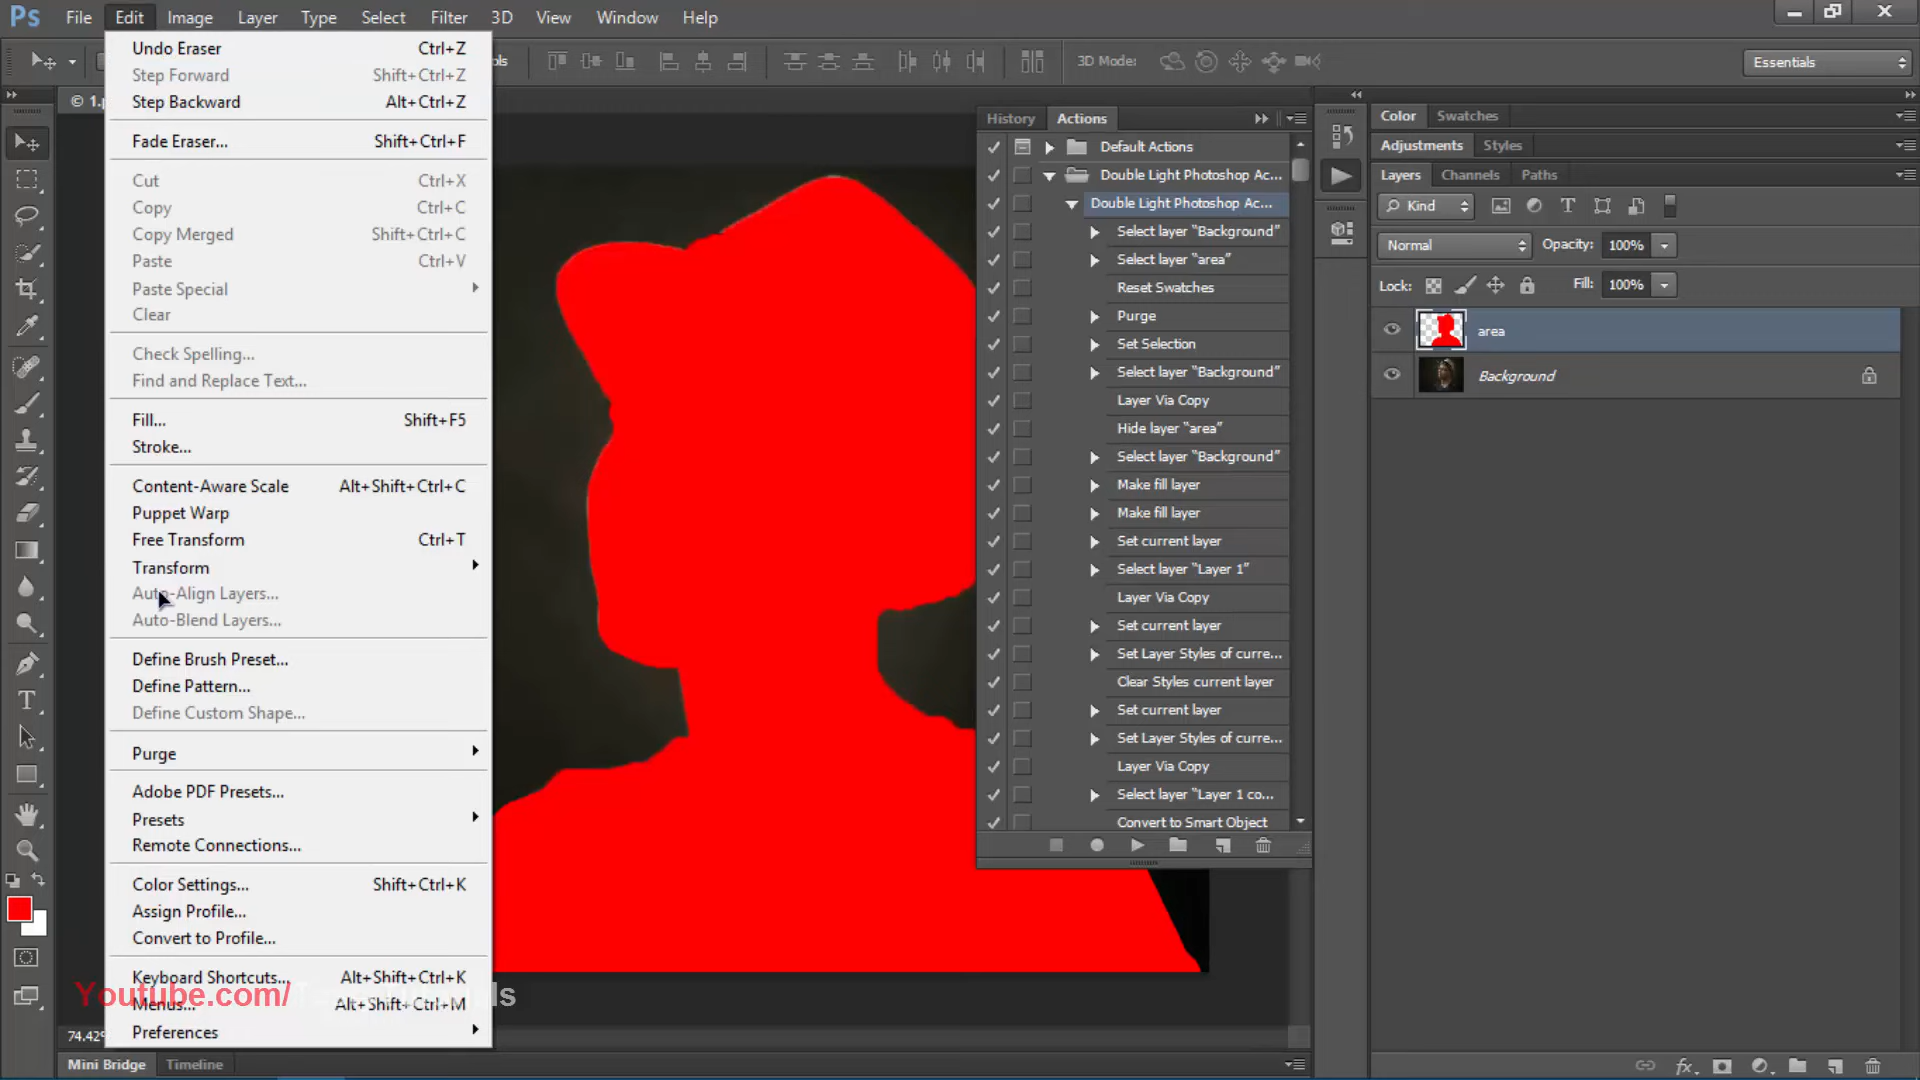 Ps File Edit Image Layer Type Select Filter 3D View Window Help
Undo Eraser Ctrl+Z
Step Forward Shift+Ctrl+Z
Step Backward Alt+Ctrl+Z
Fade Eraser... Shift+Ctrl+F
Cut Ctrl+X
Copy Ctrl+C
Copy Merged Shift+Ctrl+C
Paste Ctrl+V
Paste Special
Clear
Check Spelling...
Find and Replace Text...
Fill... Shift+F5
Stroke...
Content-Aware Scale Alt+Shift+Ctrl+C
Puppet Warp
Free Transform Ctrl+T
Transform
Auto-Align Layers...
Auto-Blend Layers...
Define Brush Preset...
Define Pattern...
Define Custom Shape...
Purge
Adobe PDF Presets...
Presets
Remote Connections...
Color Settings... Shift+Ctrl+K
Assign Profile...
Convert to Profile...
Keyboard Shortcuts... Alt+Shift+Ctrl+K
Menus... Alt+Shift+Ctrl+M
Preferences
Youtube.com/
3D Mode:
Essentials
© 1.p
74.42%
Mini Bridge Timeline
History Actions
Default Actions
Double Light Photoshop Ac...
Double Light Photoshop Ac...
Select layer "Background"
Select layer "area"
Reset Swatches
Purge
Set Selection
Select layer "Background"
Layer Via Copy
Hide layer "area"
Select layer "Background"
Make fill layer
Make fill layer
Set current layer
Select layer "Layer 1"
Layer Via Copy
Set current layer
Set Layer Styles of curre...
Clear Styles current layer
Set current layer
Set Layer Styles of curre...
Layer Via Copy
Select layer "Layer 1 co...
Convert to Smart Object
Color Swatches
Adjustments Styles
Layers Channels Paths
Kind
Normal Opacity: 100%
Lock: Fill: 100%
area
Background